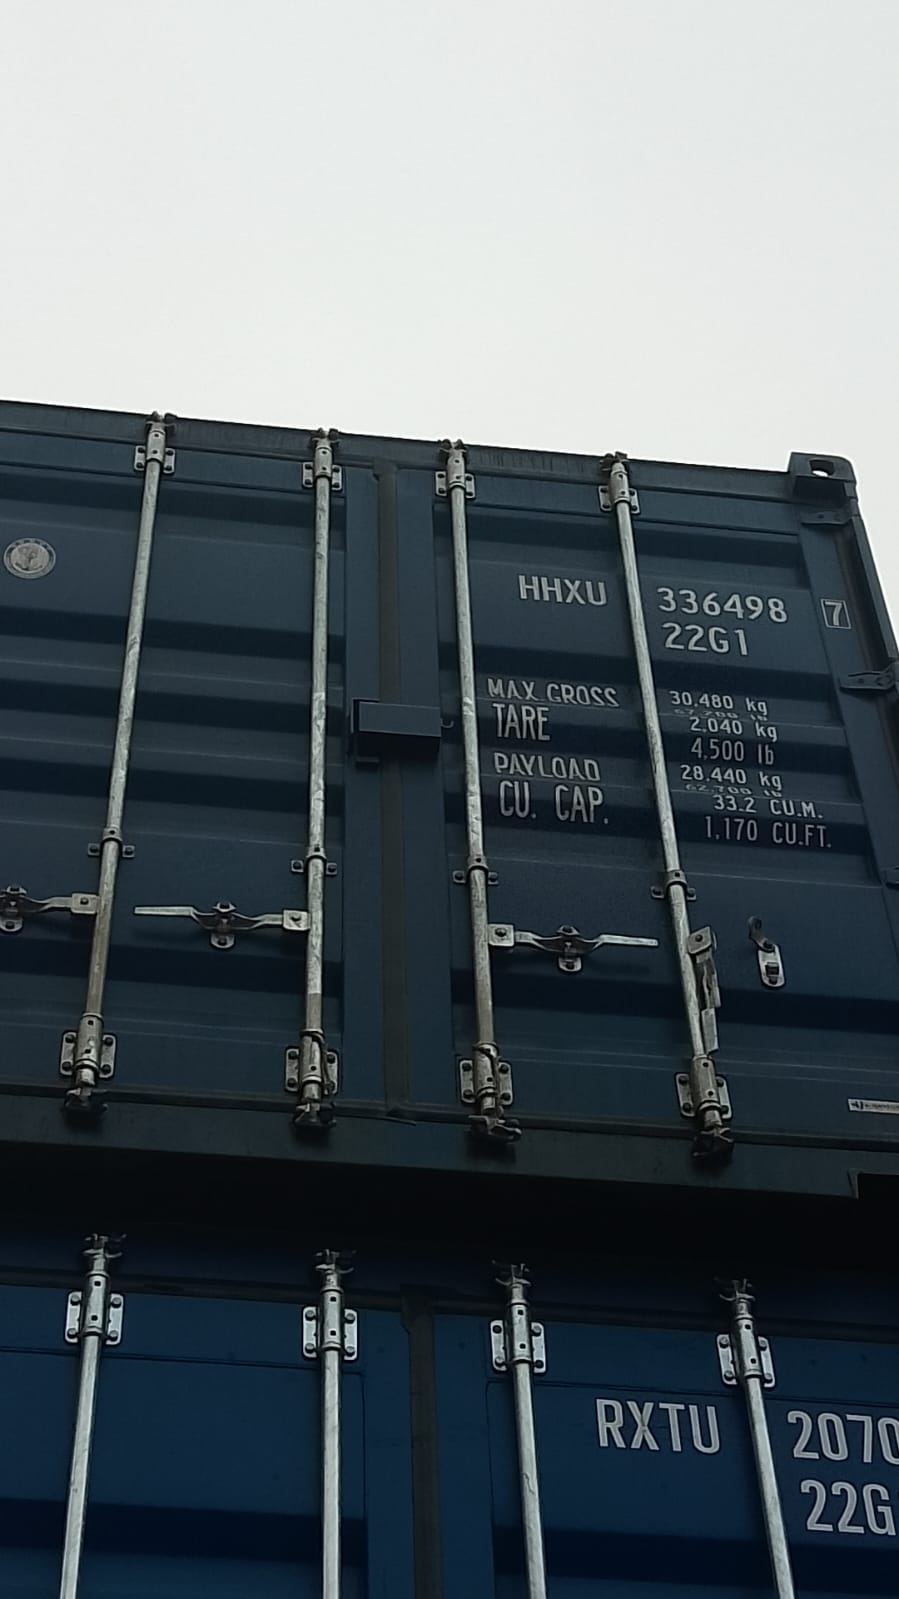 HHXU 336498 7
22G1
MAX. GROSS 30.480 kg
67,200 lb
TARE 2.040 kg
4,500 lb
PAYLOAD 28.440 kg
62,700 lb
CU. CAP. 33.2 CU.M.
1,170 CU.FT.
RXTU 2070
22G